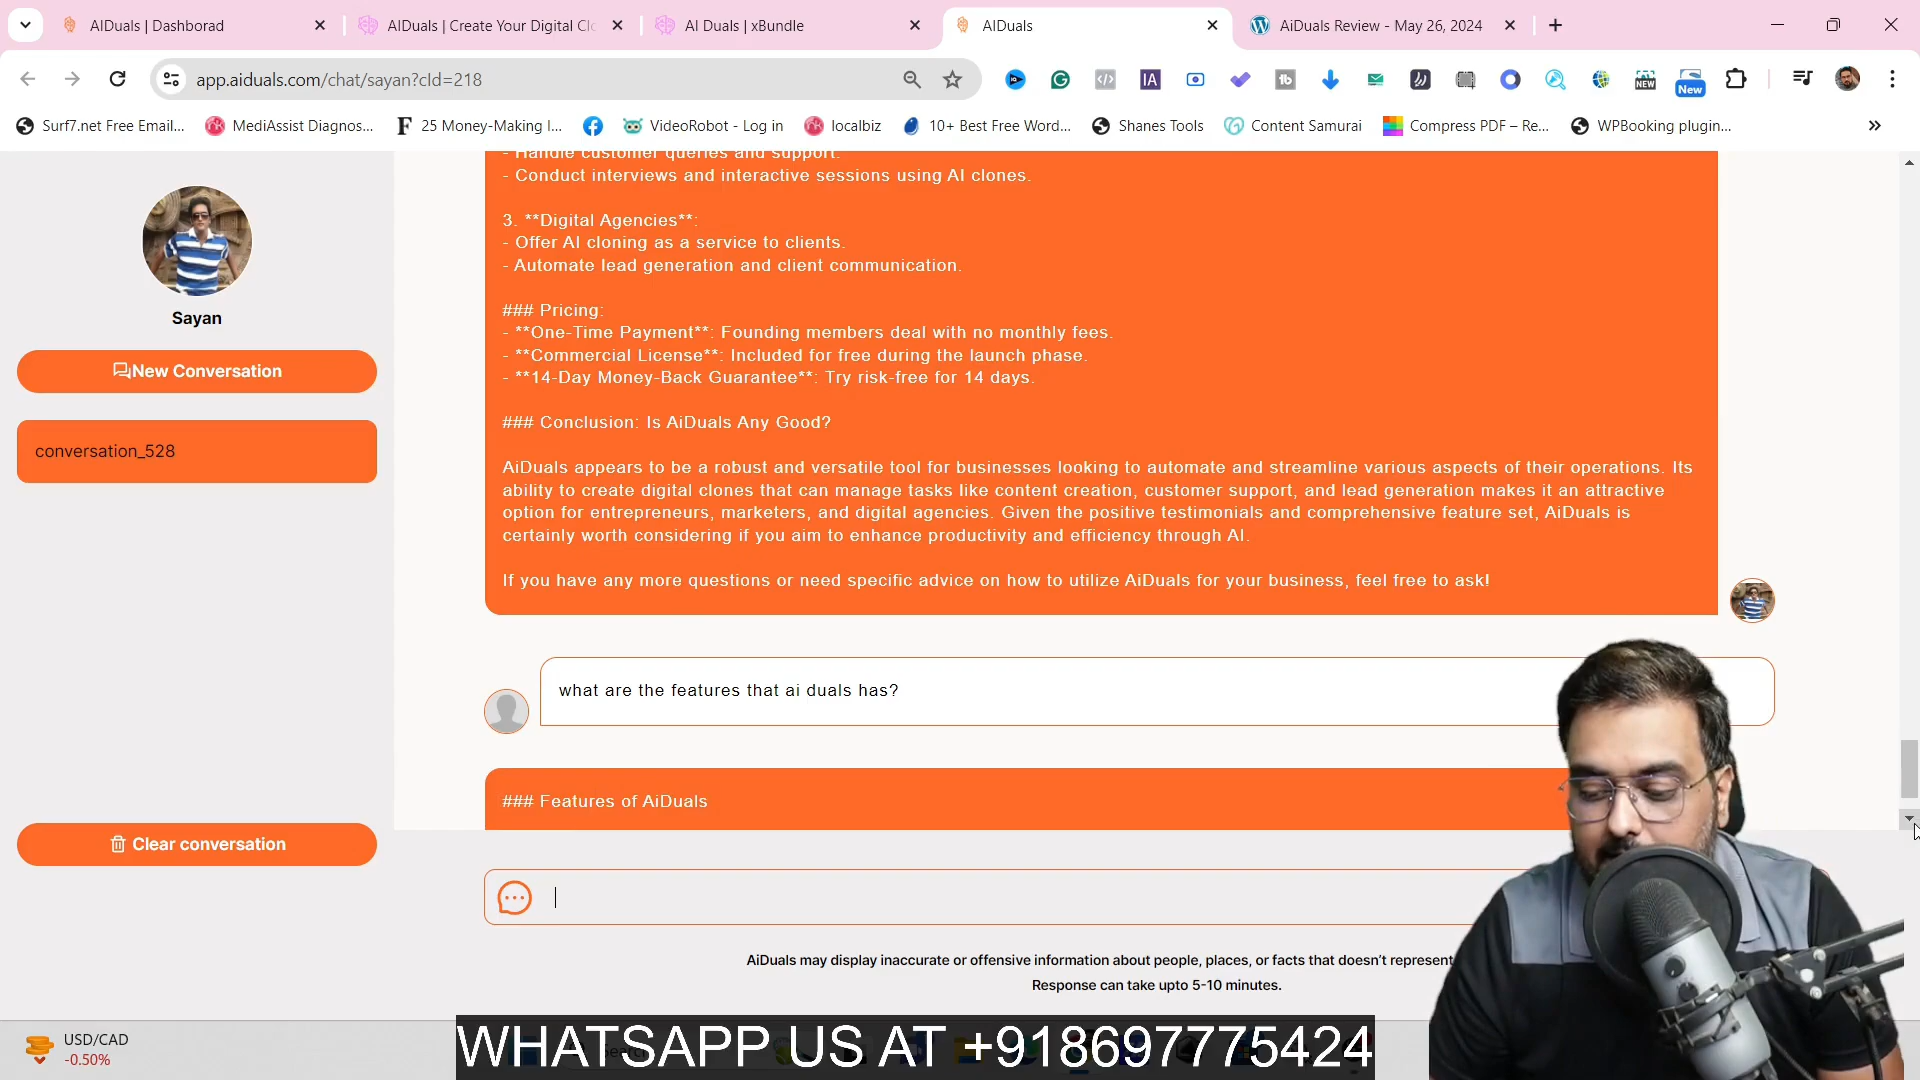 AIDuals | Dashborad
AIDuals | Create Your Digital Clo
AI Duals | xBundle
AIDuals
AiDuals Review - May 26, 2024
app.aiduals.com/chat/sayan?cId=218
IA
tb
NEW
New
Surf7.net Free Email...
MediAssist Diagnos...
25 Money-Making I...
VideoRobot - Log in
localbiz
10+ Best Free Word...
Shanes Tools
Content Samurai
Compress PDF – Re...
WPBooking plugin...
- Handle customer queries and support.
- Conduct interviews and interactive sessions using AI clones.
3. **Digital Agencies**:
- Offer AI cloning as a service to clients.
- Automate lead generation and client communication.
### Pricing:
- **One-Time Payment**: Founding members deal with no monthly fees.
- **Commercial License**: Included for free during the launch phase.
- **14-Day Money-Back Guarantee**: Try risk-free for 14 days.
### Conclusion: Is AiDuals Any Good?
AiDuals appears to be a robust and versatile tool for businesses looking to automate and streamline various aspects of their operations. Its
ability to create digital clones that can manage tasks like content creation, customer support, and lead generation makes it an attractive
option for entrepreneurs, marketers, and digital agencies. Given the positive testimonials and comprehensive feature set, AiDuals is
certainly worth considering if you aim to enhance productivity and efficiency through AI.
If you have any more questions or need specific advice on how to utilize AiDuals for your business, feel free to ask!
Sayan
New Conversation
conversation_528
Clear conversation
what are the features that ai duals has?
### Features of AiDuals
AiDuals may display inaccurate or offensive information about people, places, or facts that doesn't represent
Response can take upto 5-10 minutes.
USD/CAD
-0.50%
WHATSAPP US AT +918697775424